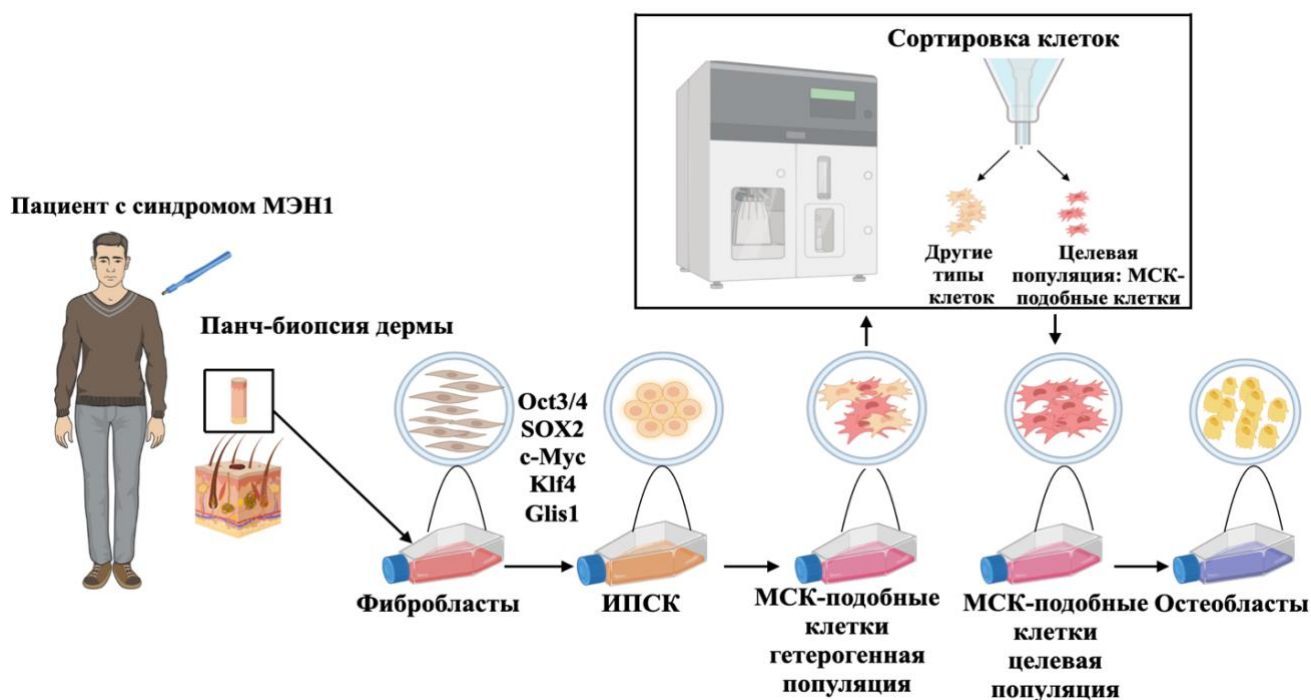 Сортировка клеток
Другие
типы
клеток
Целевая
популяция: МСК-
подобные клетки
Пациент с синдромом МЭН1
Панч-биопсия дермы
Oct3/4
SOX2
c-Myc
Klf4
Glis1
Фибробласты
ИПСК
МСК-подобные
клетки
гетерогенная
популяция
МСК-подобные
клетки
целевая
популяция
Остеобласты